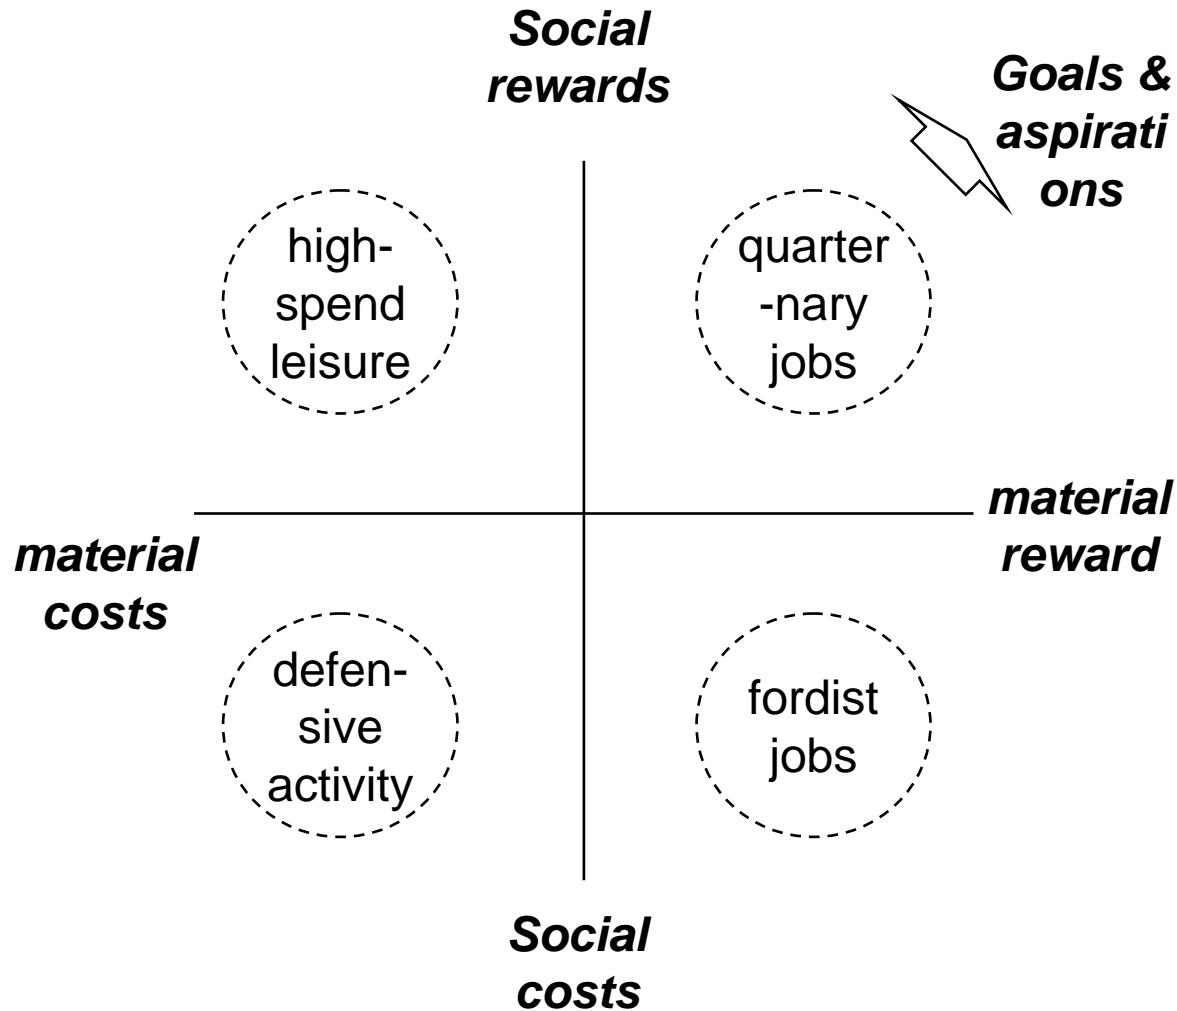 Social
rewards
Goals &
aspirati
ons
high-
spend
leisure
quarter
-nary
jobs
material
reward
material
costs
defen-
sive
activity
fordist
jobs
Social
costs